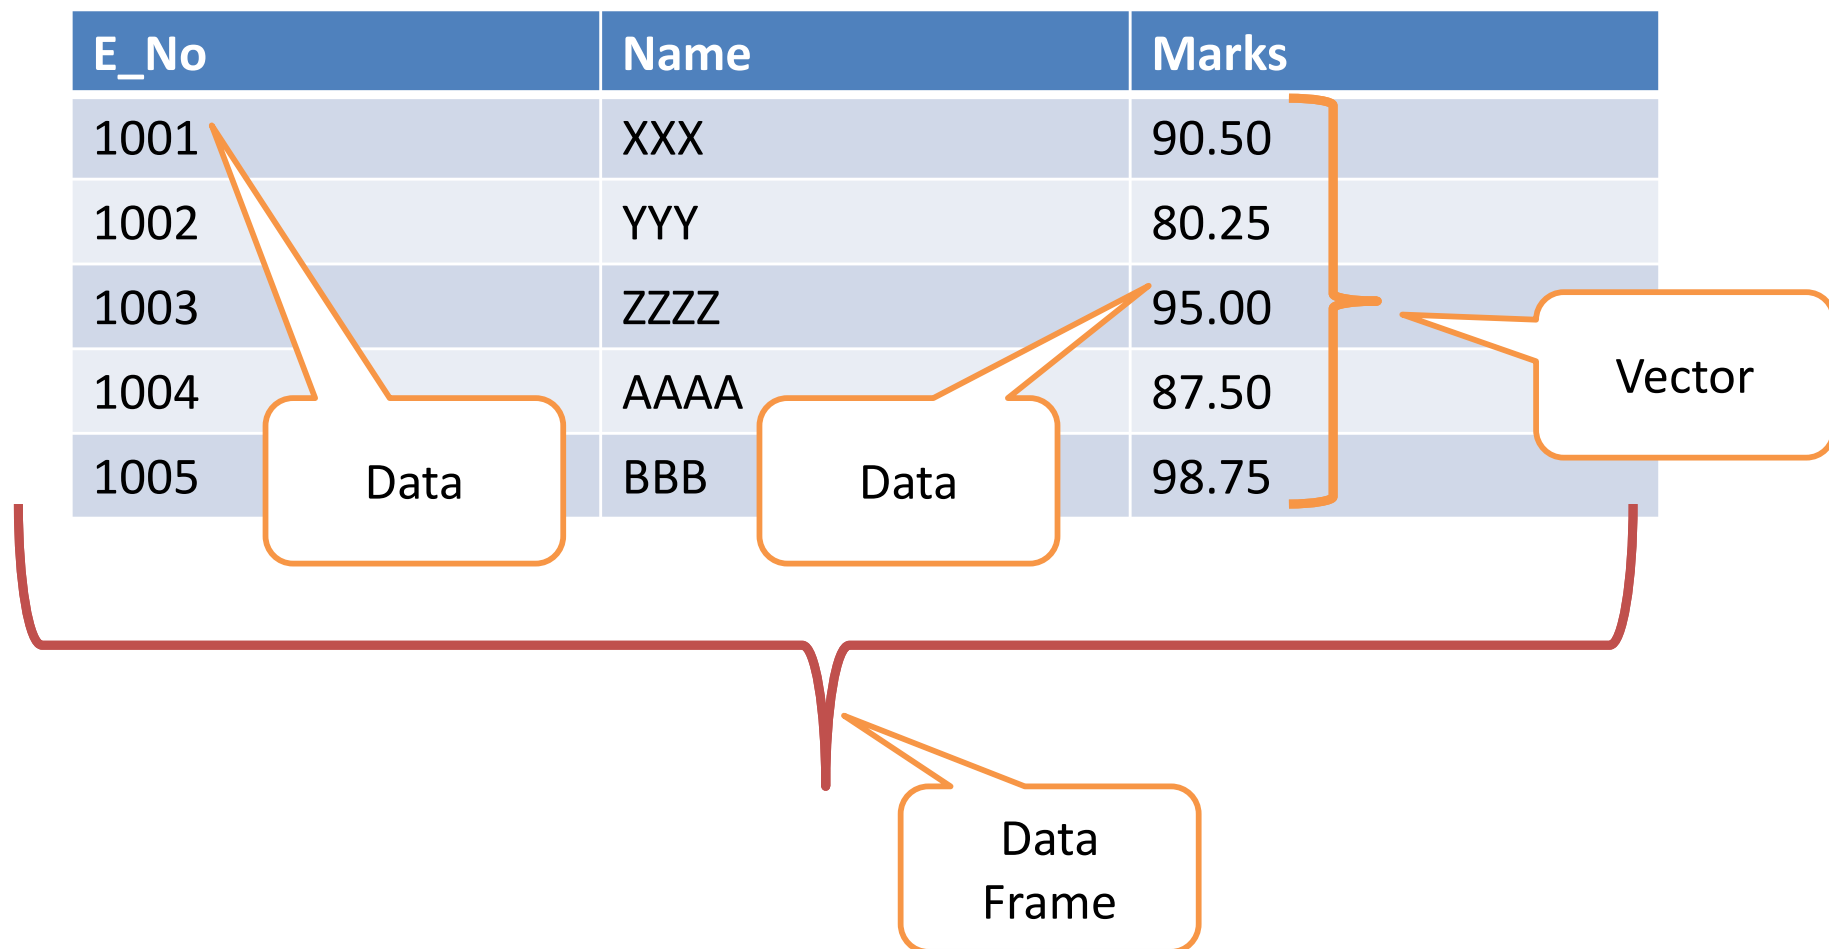 E_No Name Marks
1001 XXX 90.50
1002 YYY 80.25
1003 ZZZZ 95.00
1004 AAAA 87.50
1005 BBB 98.75
Vector
Data
Data
Data
Frame